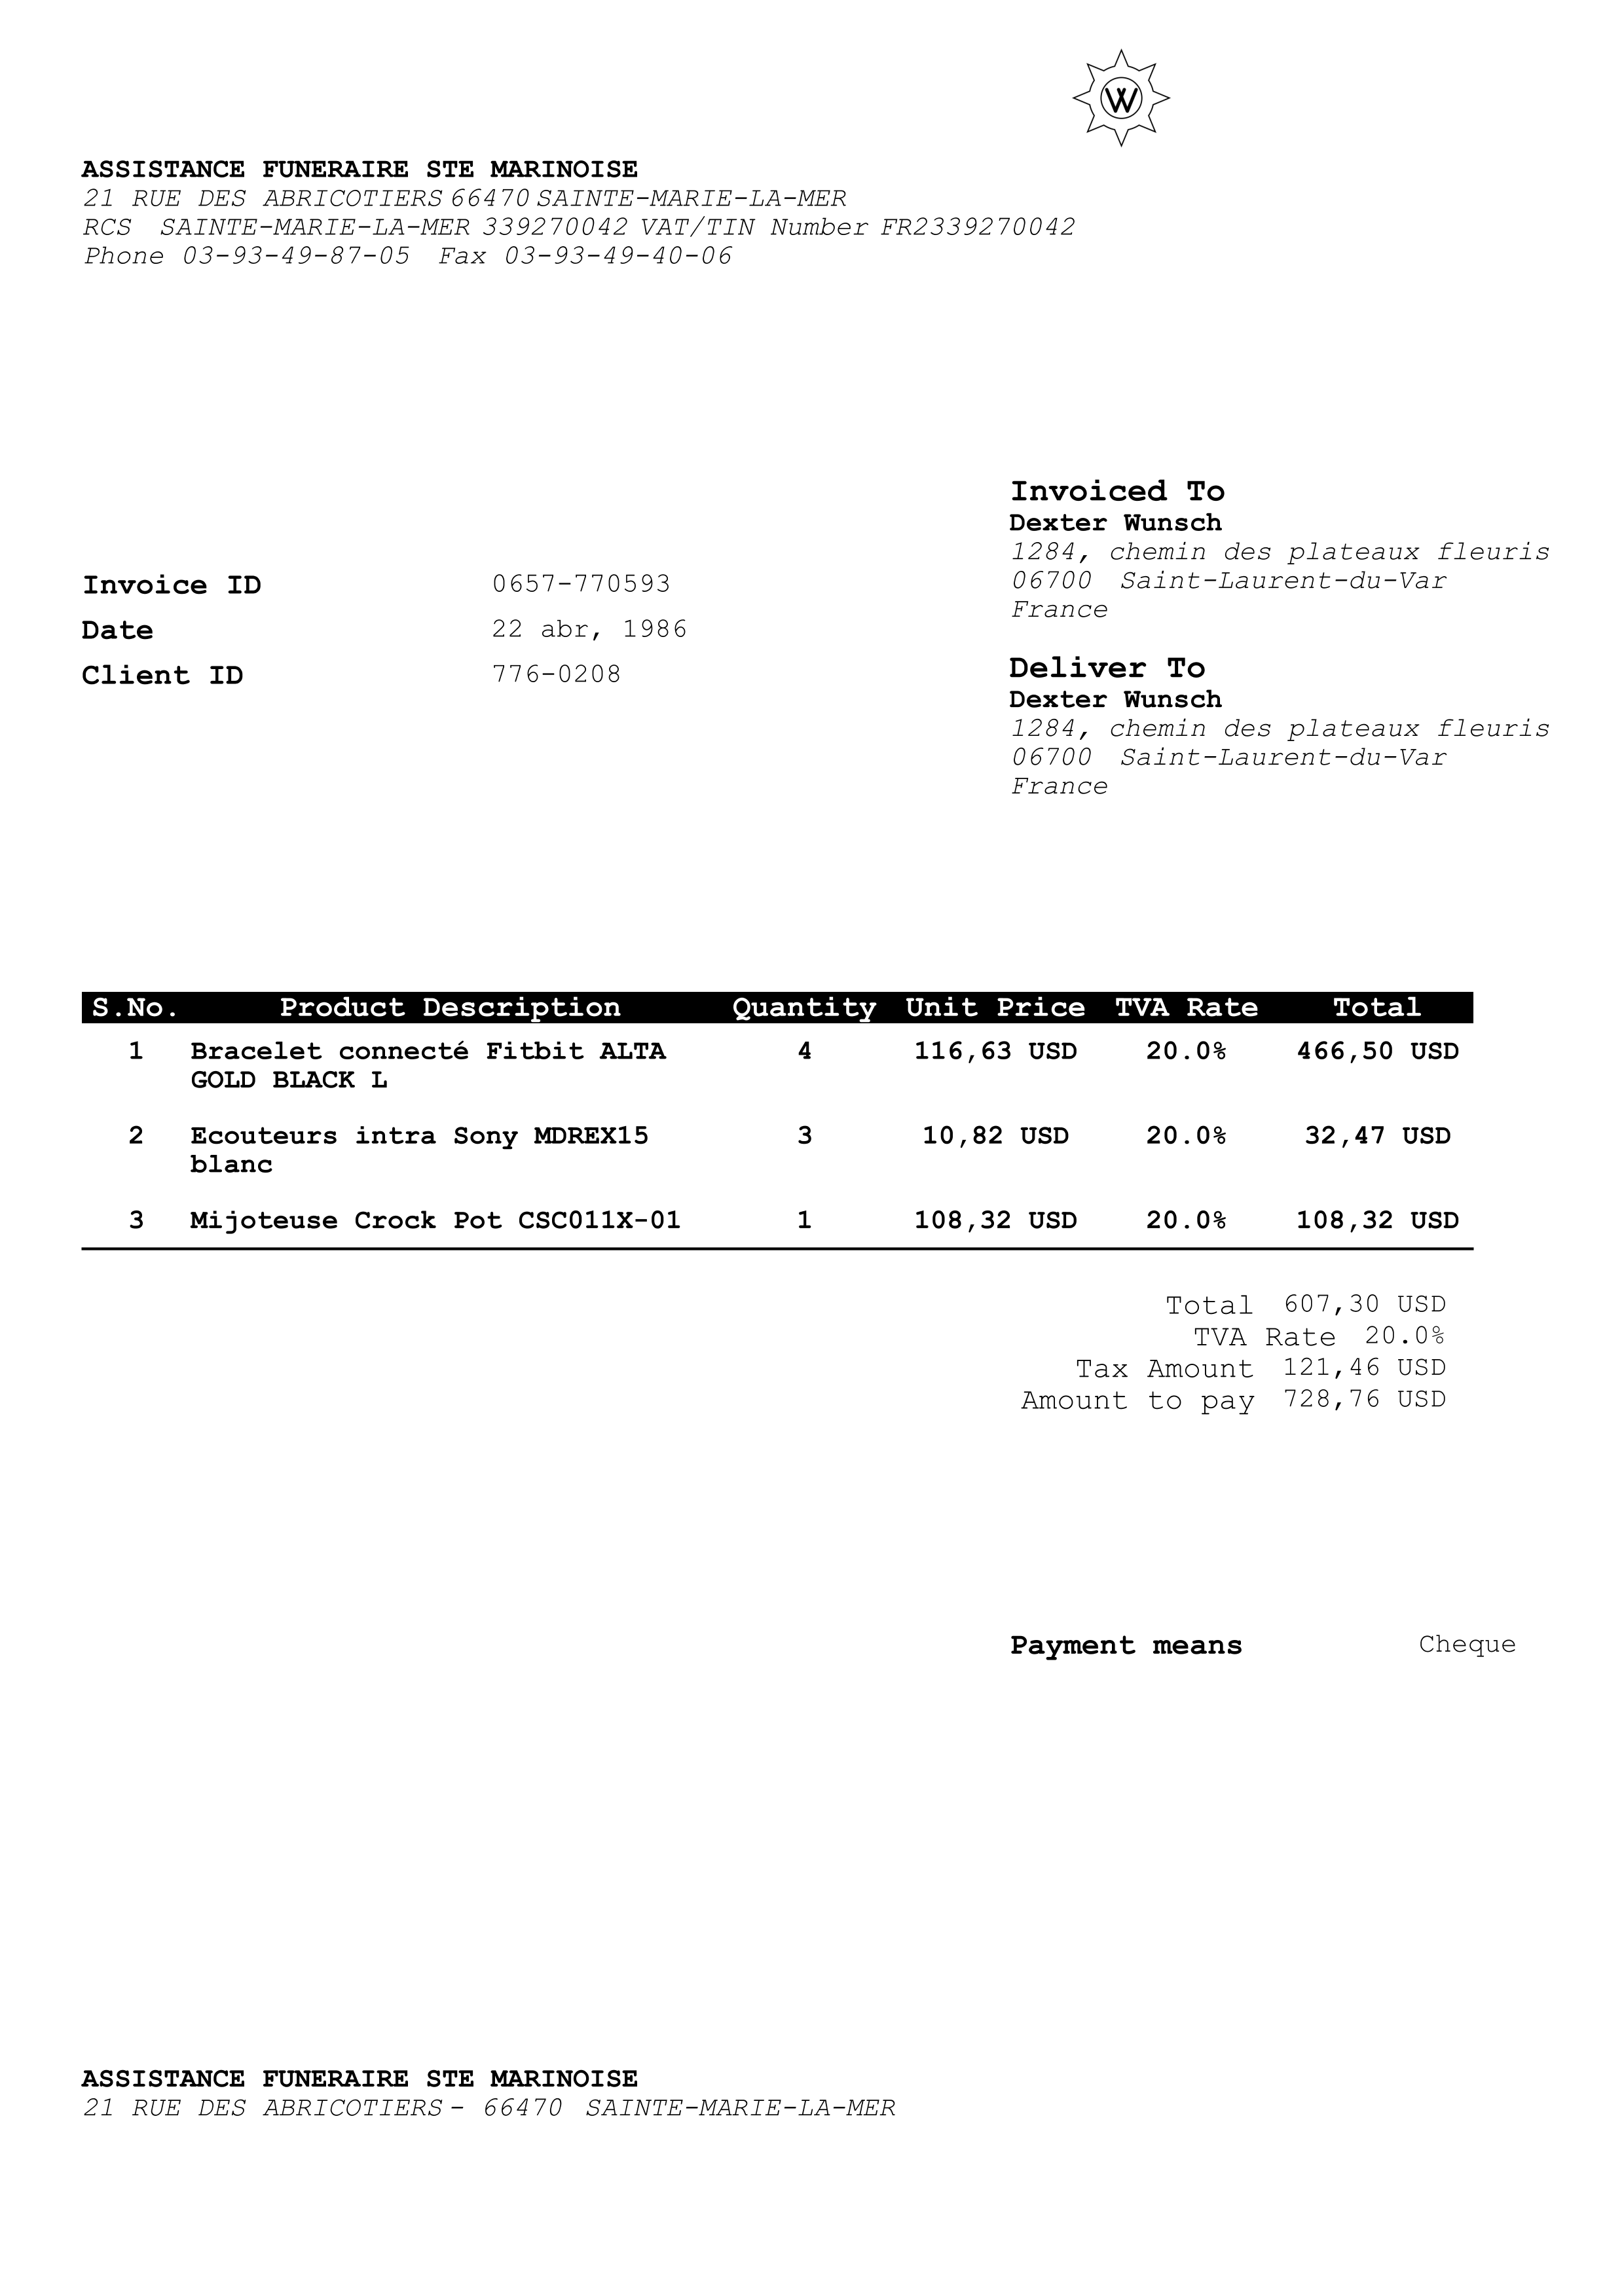 W
ASSISTANCE FUNERAIRE STE MARINOISE
21 RUE DES ABRICOTIERS 66470 SAINTE-MARIE-LA-MER
RCS SAINTE-MARIE-LA-MER 339270042 VAT/TIN Number FR2339270042
Phone 03-93-49-87-05 Fax 03-93-49-40-06
Invoice ID 0657-770593
Date 22 abr, 1986
Client ID 776-0208
Invoiced To
Dexter Wunsch
1284, chemin des plateaux fleuris
06700 Saint-Laurent-du-Var
France
Deliver To
Dexter Wunsch
1284, chemin des plateaux fleuris
06700 Saint-Laurent-du-Var
France
S.No. Product Description Quantity Unit Price TVA Rate Total
1 Bracelet connecté Fitbit ALTA 4 116,63 USD 20.0% 466,50 USD
GOLD BLACK L
2 Ecouteurs intra Sony MDREX15 3 10,82 USD 20.0% 32,47 USD
blanc
3 Mijoteuse Crock Pot CSC011X-01 1 108,32 USD 20.0% 108,32 USD
Total 607,30 USD
TVA Rate 20.0%
Tax Amount 121,46 USD
Amount to pay 728,76 USD
Payment means Cheque
ASSISTANCE FUNERAIRE STE MARINOISE
21 RUE DES ABRICOTIERS - 66470 SAINTE-MARIE-LA-MER